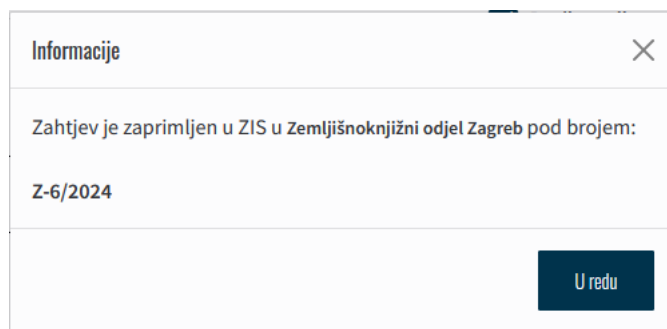 Informacije
Zahtjev je zaprimljen u ZIS u Zemljišnoknjižni odjel Zagreb pod brojem:
Z-6/2024
U redu